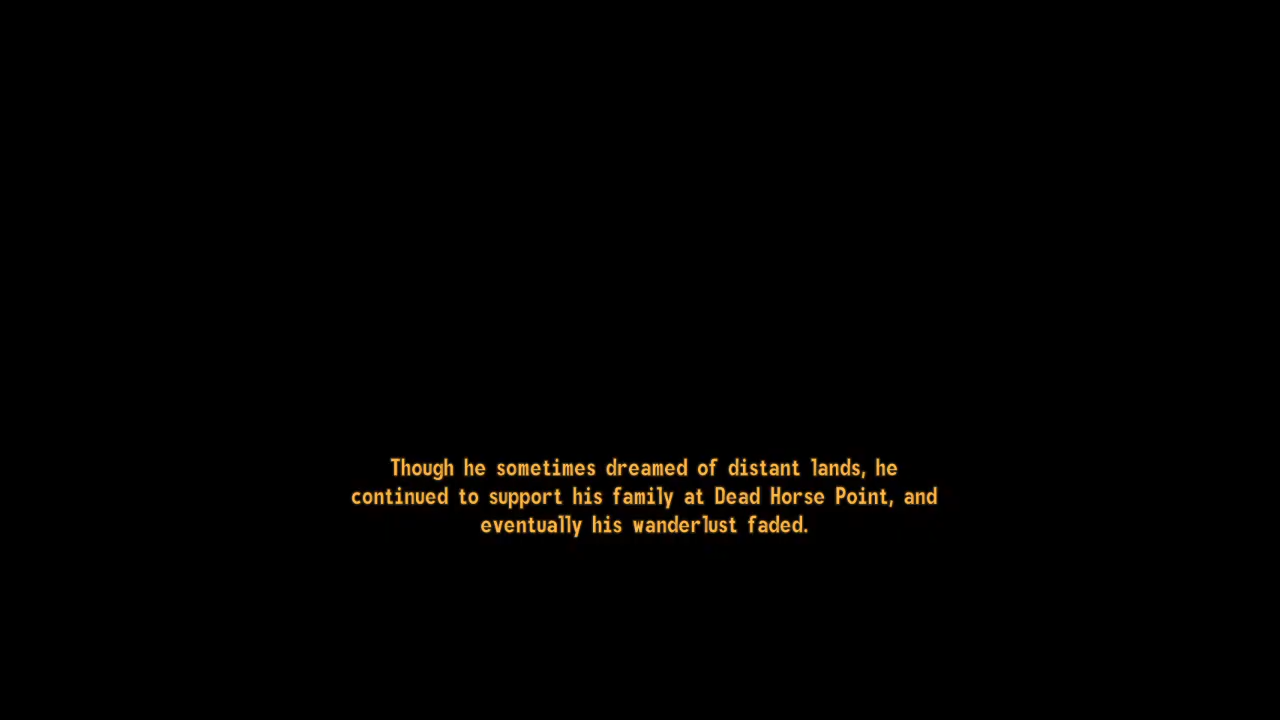 Though he sometimes dreamed of distant lands, he
continued to support his family at Dead Horse Point, and
eventually his wanderlust faded.